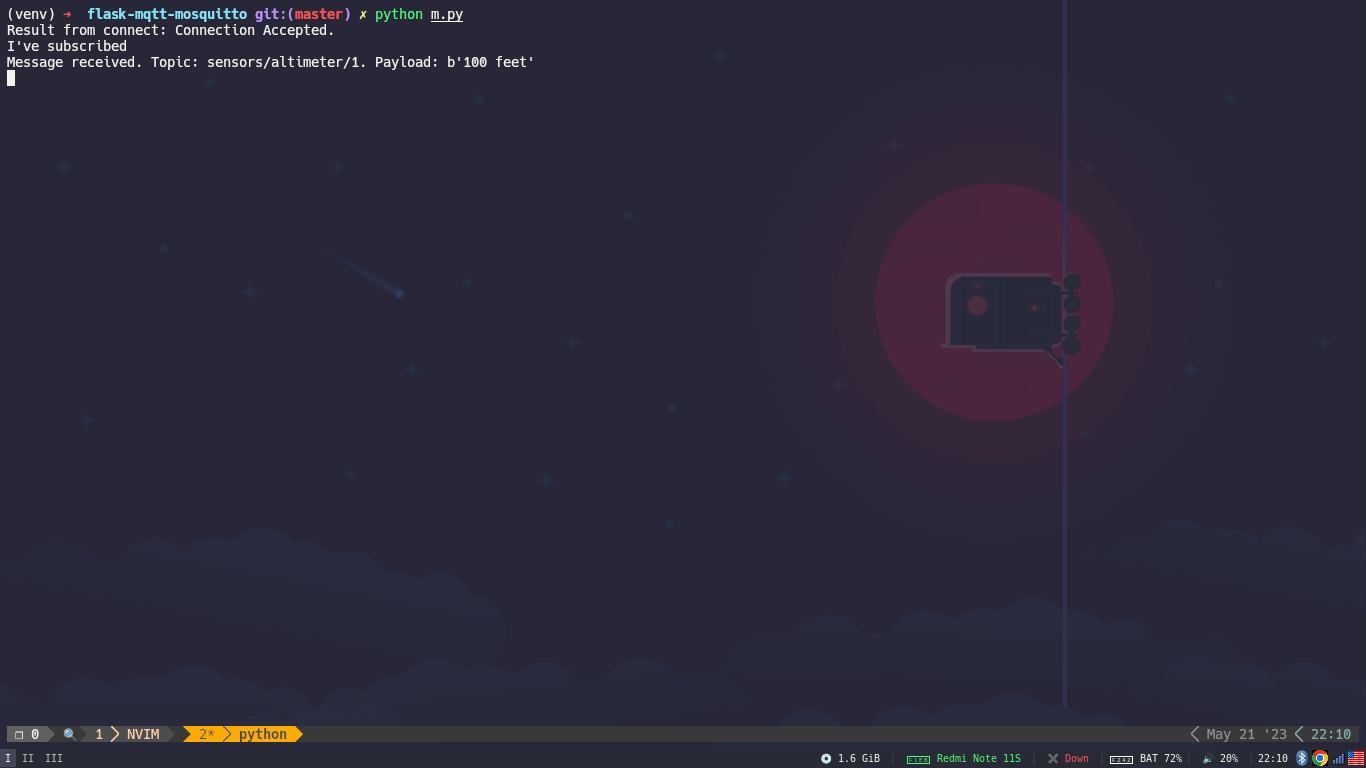 (venv) → flask-mqtt-mosquitto git:(master) ✗ python m.py
Result from connect: Connection Accepted.
I've subscribed
Message received. Topic: sensors/altimeter/1. Payload: b'100 feet'
❐ 0 1 NVIM 2* python May 21 '23 22:10
I II III 1.6 GiB | Redmi Note 11S | Down | BAT 72% | 20% | 22:10